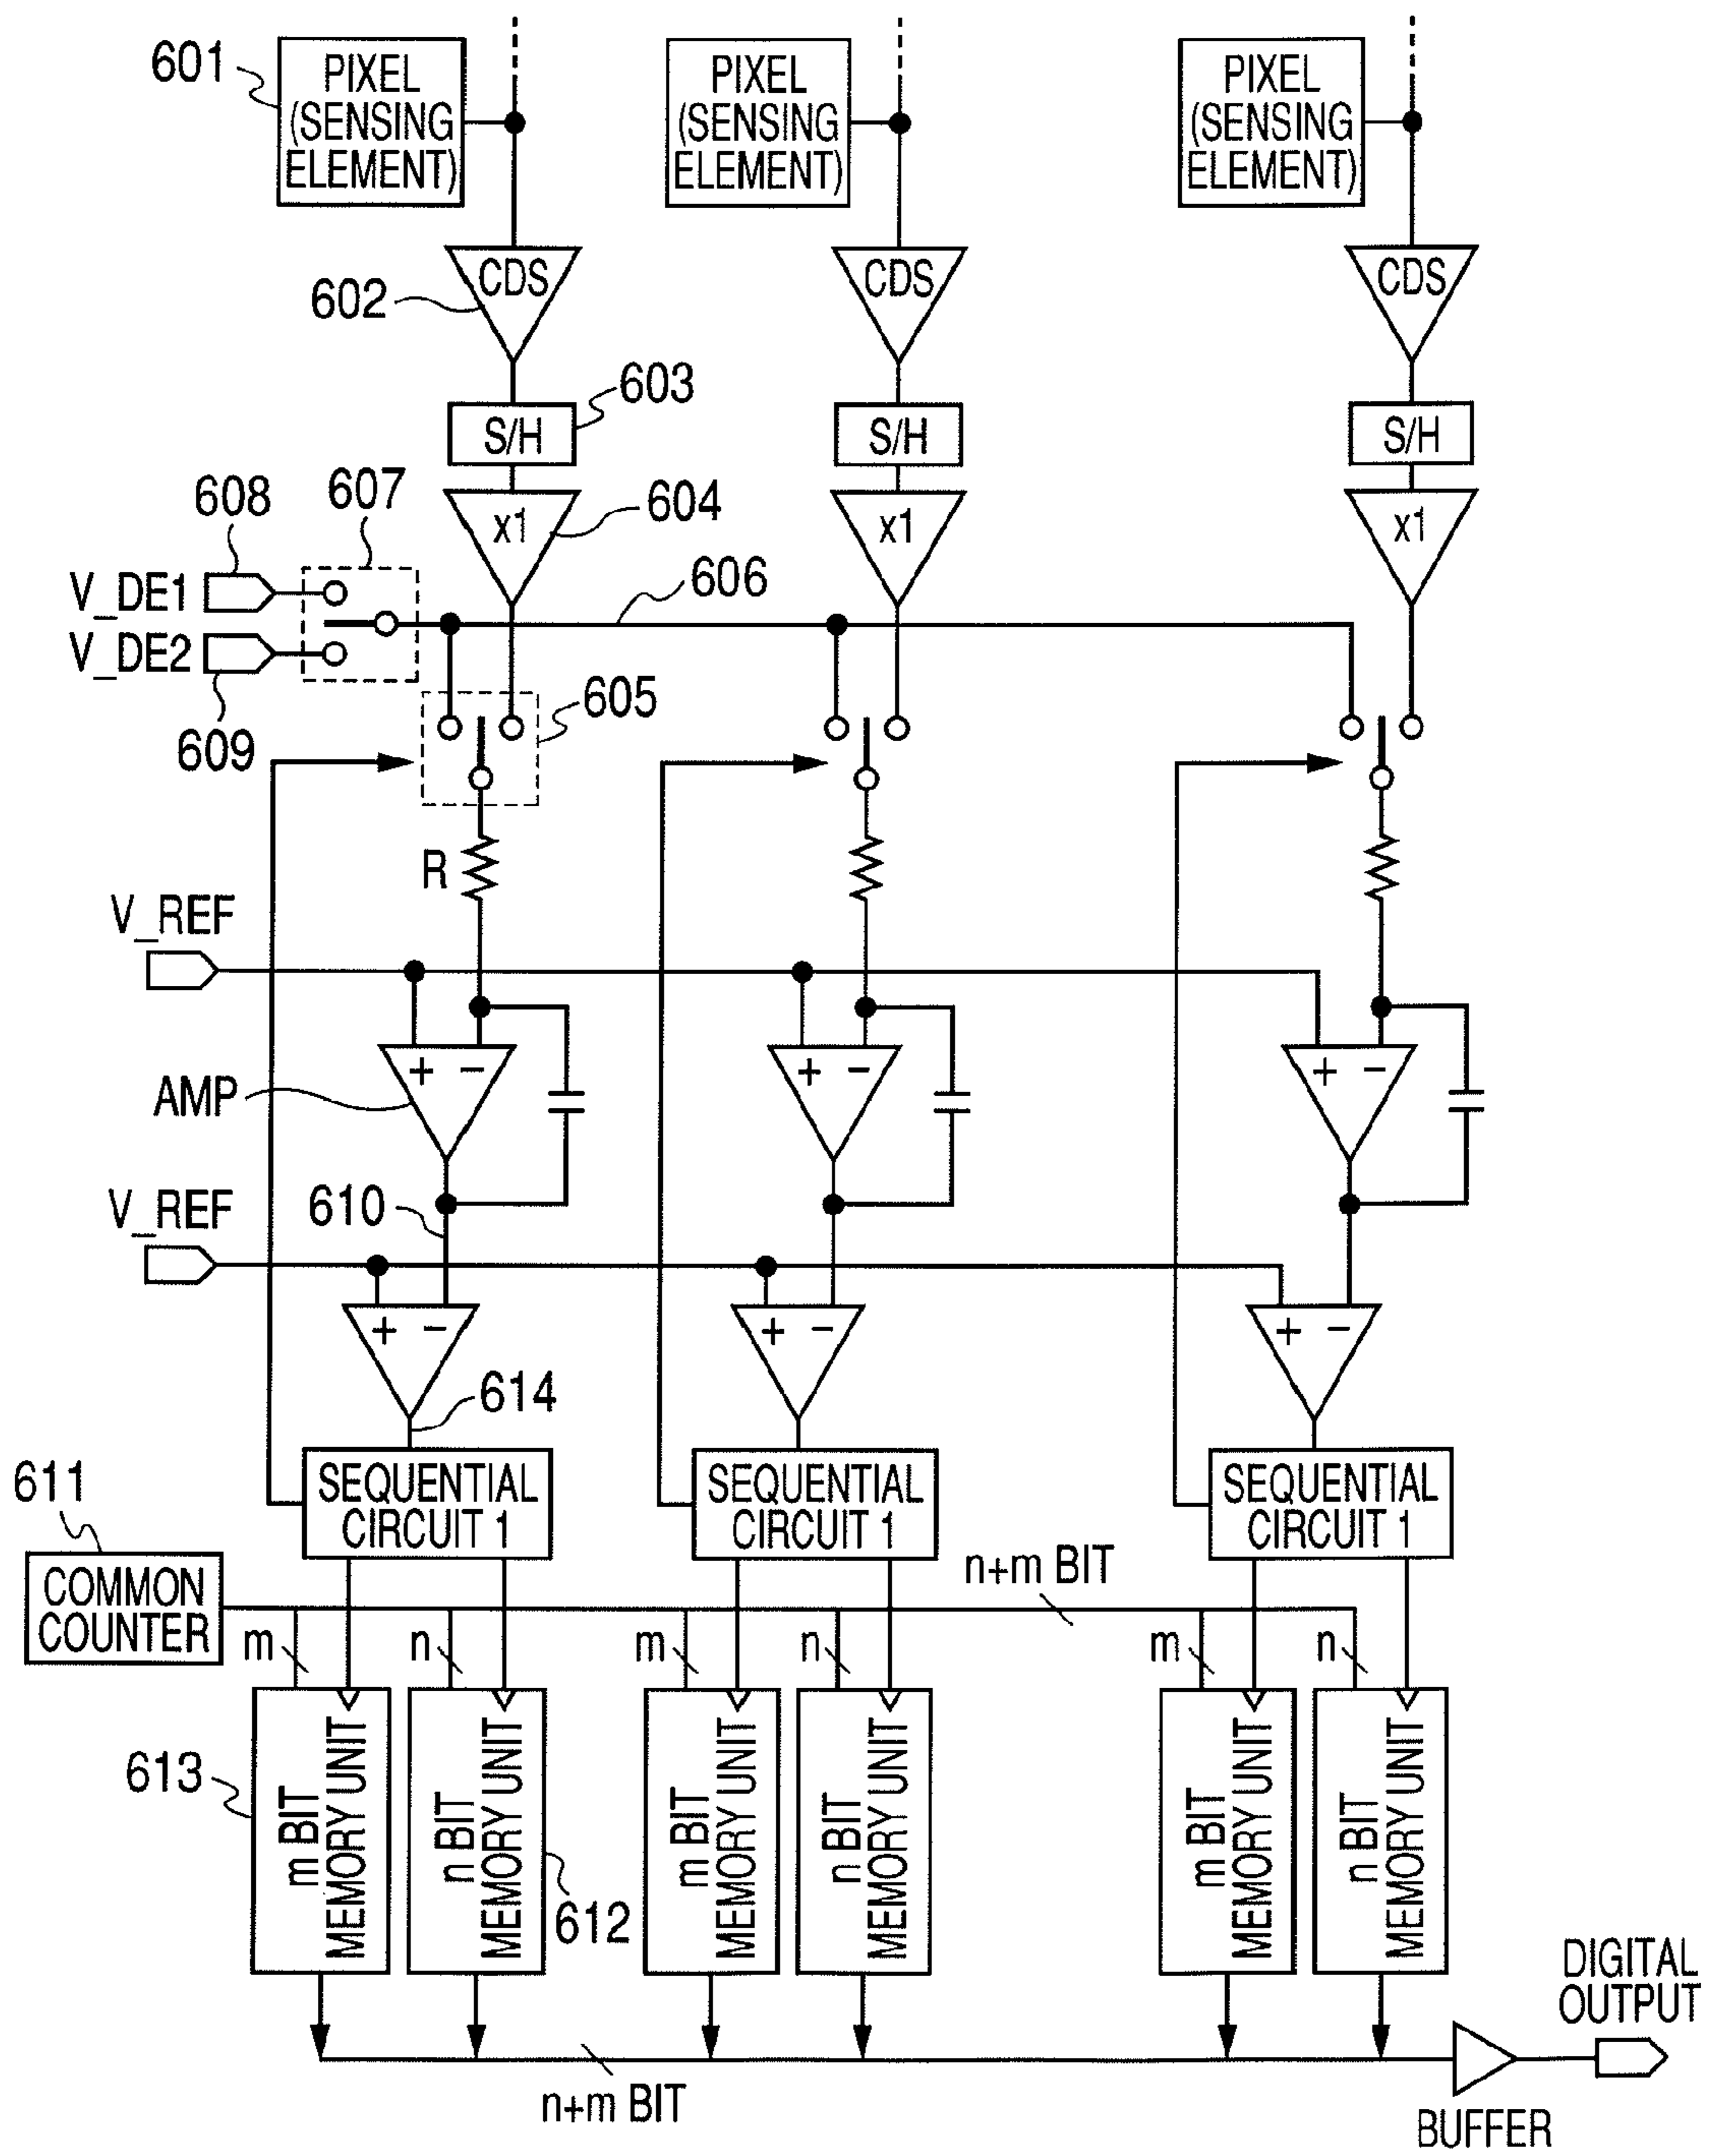 601
PIXEL
(SENSING
ELEMENT)
PIXEL
(SENSING
ELEMENT)
PIXEL
(SENSING
ELEMENT)
602
CDS
CDS
CDS
603
S/H
S/H
S/H
608
607
604
x1
x1
x1
V_DE1
606
V_DE2
605
609
R
V_REF
+ −
+ −
+ −
AMP
V_REF
610
+ −
+ −
+ −
614
611
SEQUENTIAL
CIRCUIT 1
SEQUENTIAL
CIRCUIT 1
SEQUENTIAL
CIRCUIT 1
COMMON
COUNTER
n+m BIT
m
n
m
n
m
n
613
m BIT
MEMORY UNIT
n BIT
MEMORY UNIT
612
m BIT
MEMORY UNIT
n BIT
MEMORY UNIT
m BIT
MEMORY UNIT
n BIT
MEMORY UNIT
DIGITAL
OUTPUT
n+m BIT
BUFFER